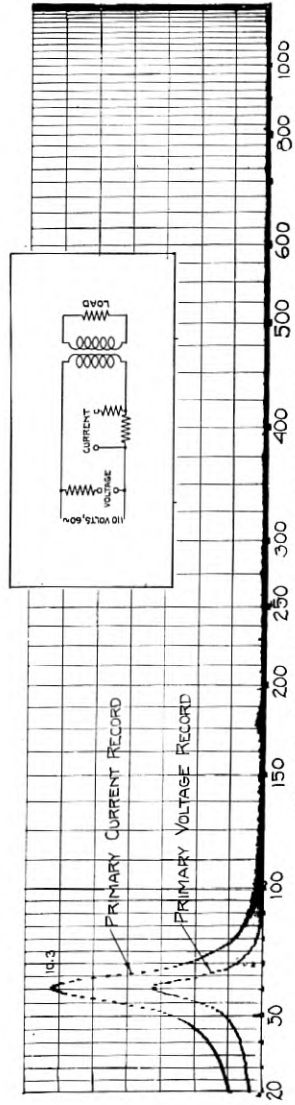 10.3
PRIMARY CURRENT RECORD
PRIMARY VOLTAGE RECORD
110 VOLTS, 60~
VOLTAGE
CURRENT
LOAD
20
50
100
150
200
250
300
400
500
600
800
1000